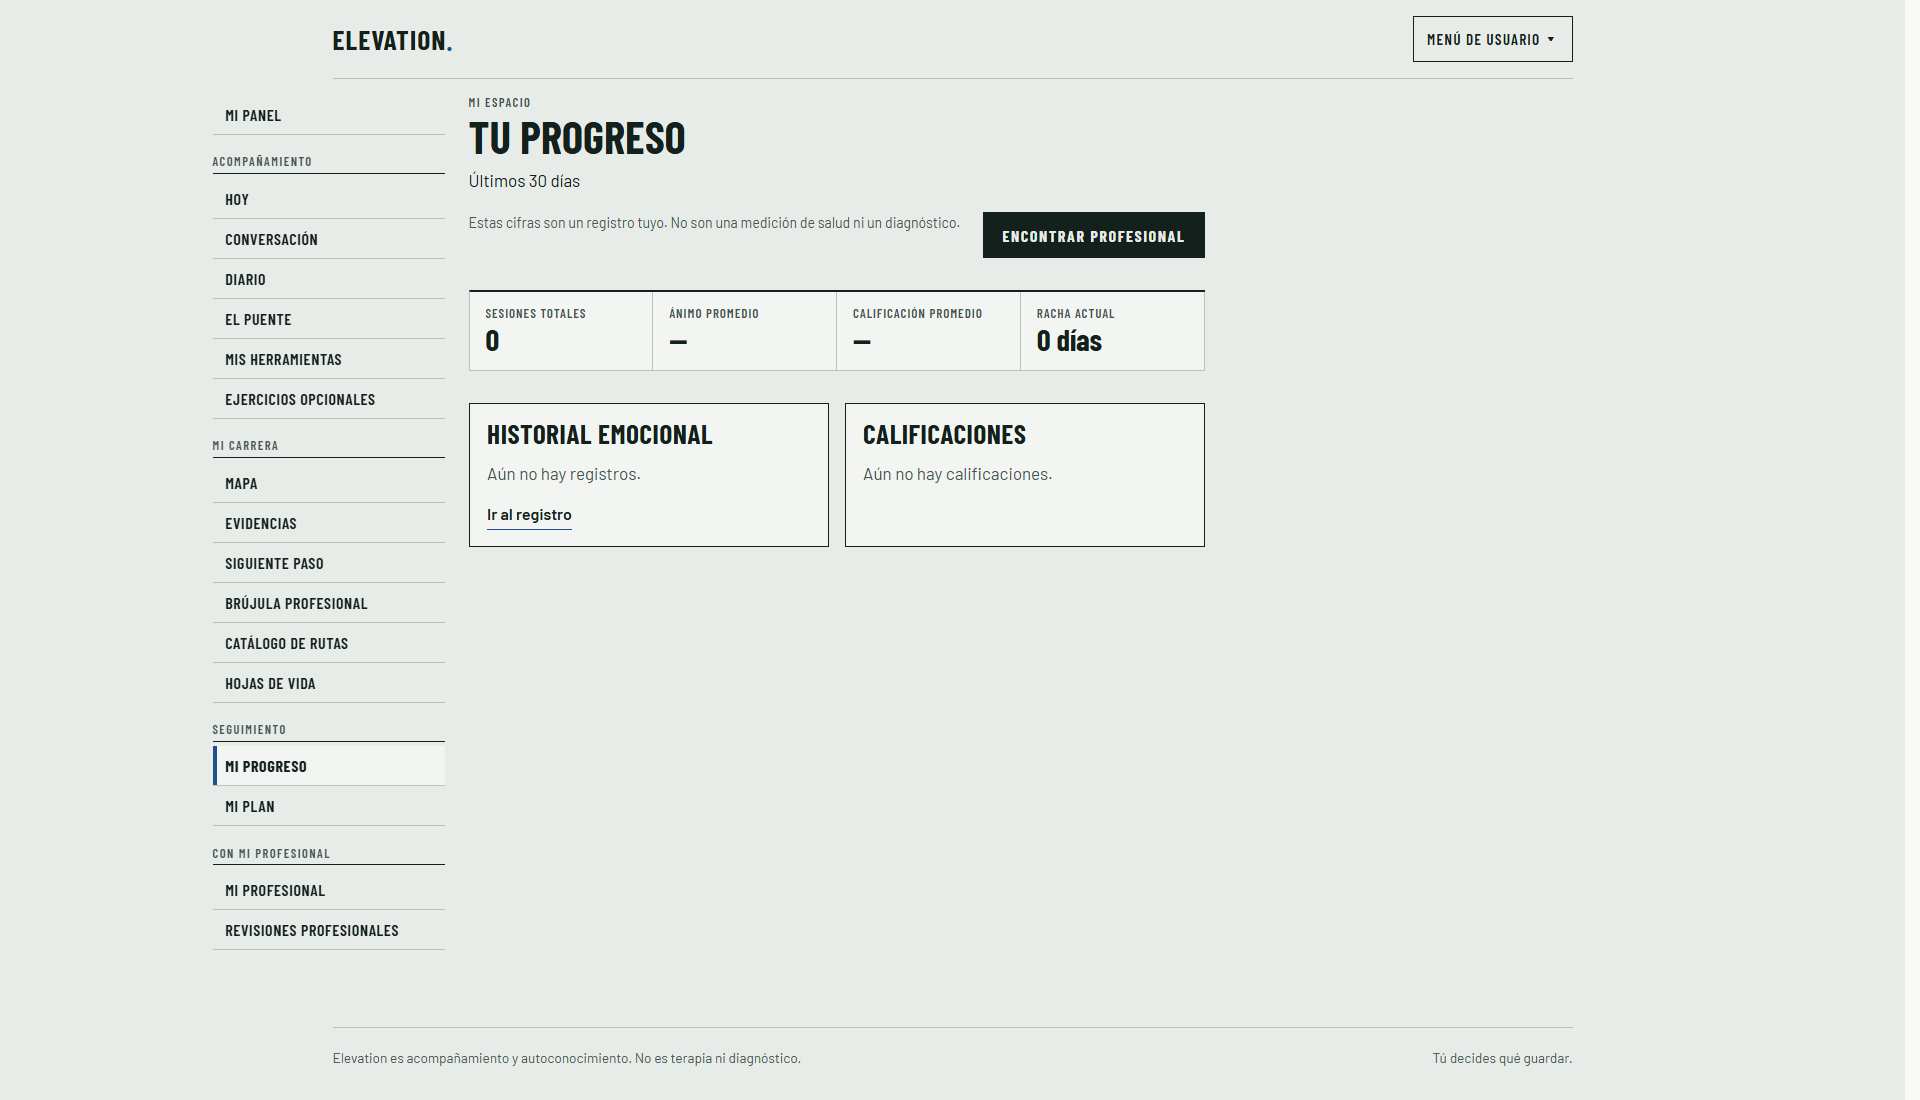 ELEVATION.
MENÚ DE USUARIO
MI PANEL
ACOMPAÑAMIENTO
HOY
CONVERSACIÓN
DIARIO
EL PUENTE
MIS HERRAMIENTAS
EJERCICIOS OPCIONALES
MI CARRERA
MAPA
EVIDENCIAS
SIGUIENTE PASO
BRÚJULA PROFESIONAL
CATÁLOGO DE RUTAS
HOJAS DE VIDA
SEGUIMIENTO
MI PROGRESO
MI PLAN
CON MI PROFESIONAL
MI PROFESIONAL
REVISIONES PROFESIONALES
MI ESPACIO
TU PROGRESO
Últimos 30 días
Estas cifras son un registro tuyo. No son una medición de salud ni un diagnóstico.
ENCONTRAR PROFESIONAL
SESIONES TOTALES
0
ÁNIMO PROMEDIO
—
CALIFICACIÓN PROMEDIO
—
RACHA ACTUAL
0 días
HISTORIAL EMOCIONAL
Aún no hay registros.
Ir al registro
CALIFICACIONES
Aún no hay calificaciones.
Elevation es acompañamiento y autoconocimiento. No es terapia ni diagnóstico.
Tú decides qué guardar.